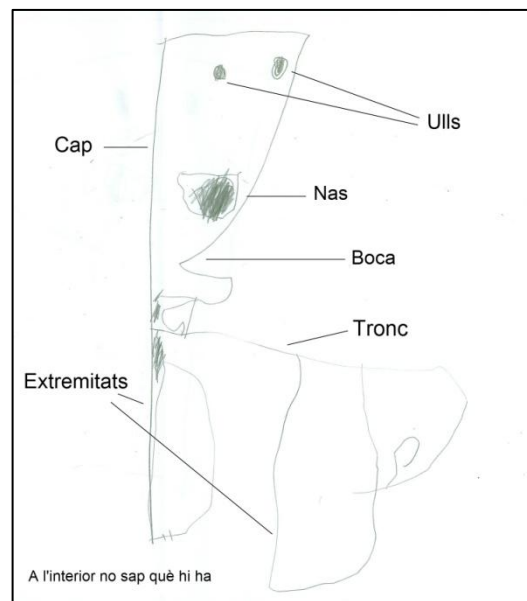 Ulls
Cap
Nas
Boca
Tronc
Extremitats
A l'interior no sap què hi ha